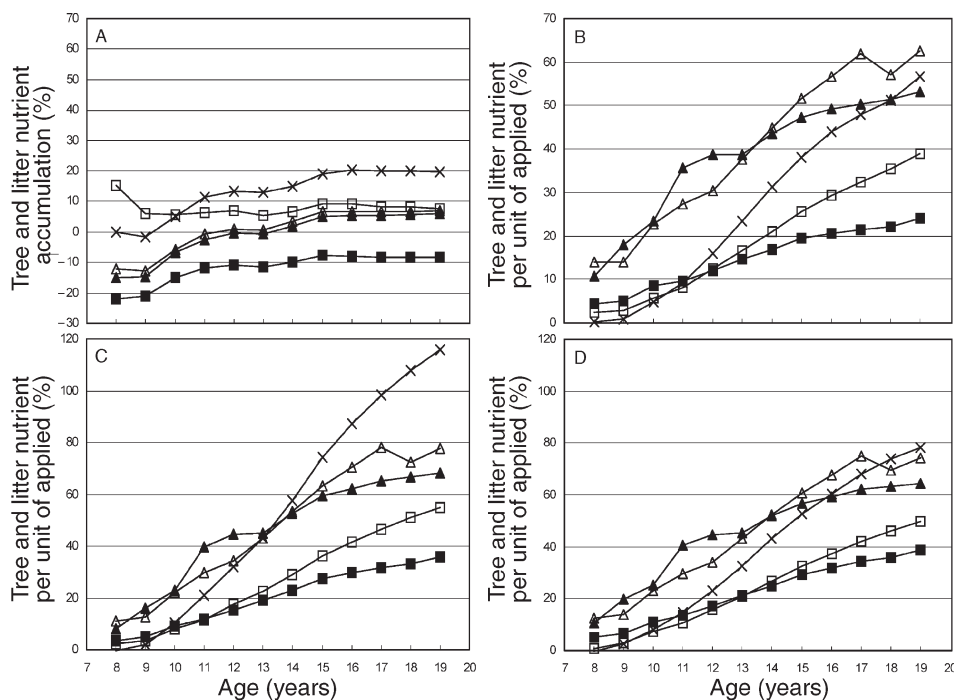 A
Tree and litter nutrient
accumulation (%)
70
60
50
40
30
20
10
0
−10
−20
−30
B
Tree and litter nutrient
per unit of applied (%)
70
60
50
40
30
20
10
0
C
Tree and litter nutrient
per unit of applied (%)
120
100
80
60
40
20
0
7 8 9 10 11 12 13 14 15 16 17 18 19 20
Age (years)
D
Tree and litter nutrient
per unit of applied (%)
120
100
80
60
40
20
0
7 8 9 10 11 12 13 14 15 16 17 18 19 20
Age (years)